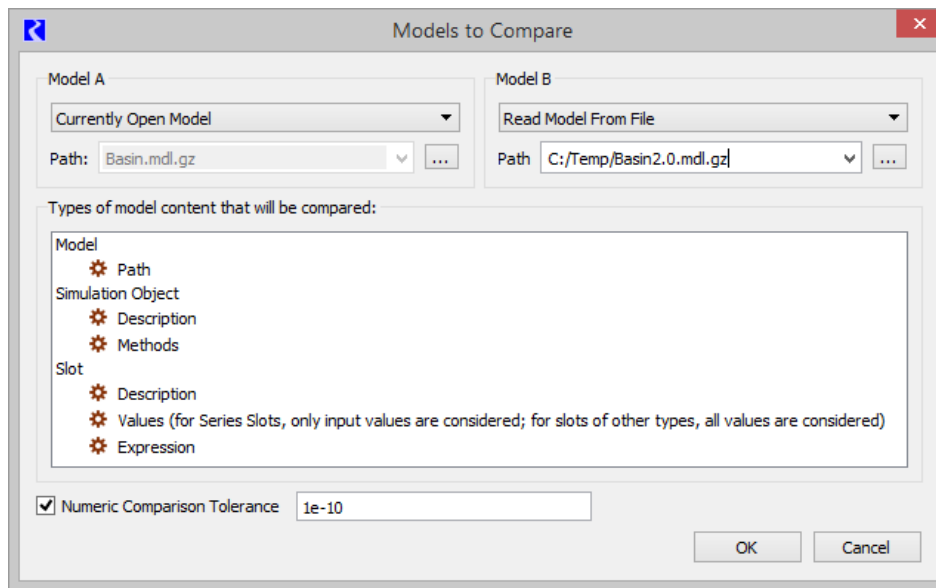 Models to Compare
Model A
Currently Open Model
Path: Basin.mdl.gz ...
Model B
Read Model From File
Path C:/Temp/Basin2.0.mdl.gz ...
Types of model content that will be compared:
Model
Path
Simulation Object
Description
Methods
Slot
Description
Values (for Series Slots, only input values are considered; for slots of other types, all values are considered)
Expression
Numeric Comparison Tolerance 1e-10
OK Cancel